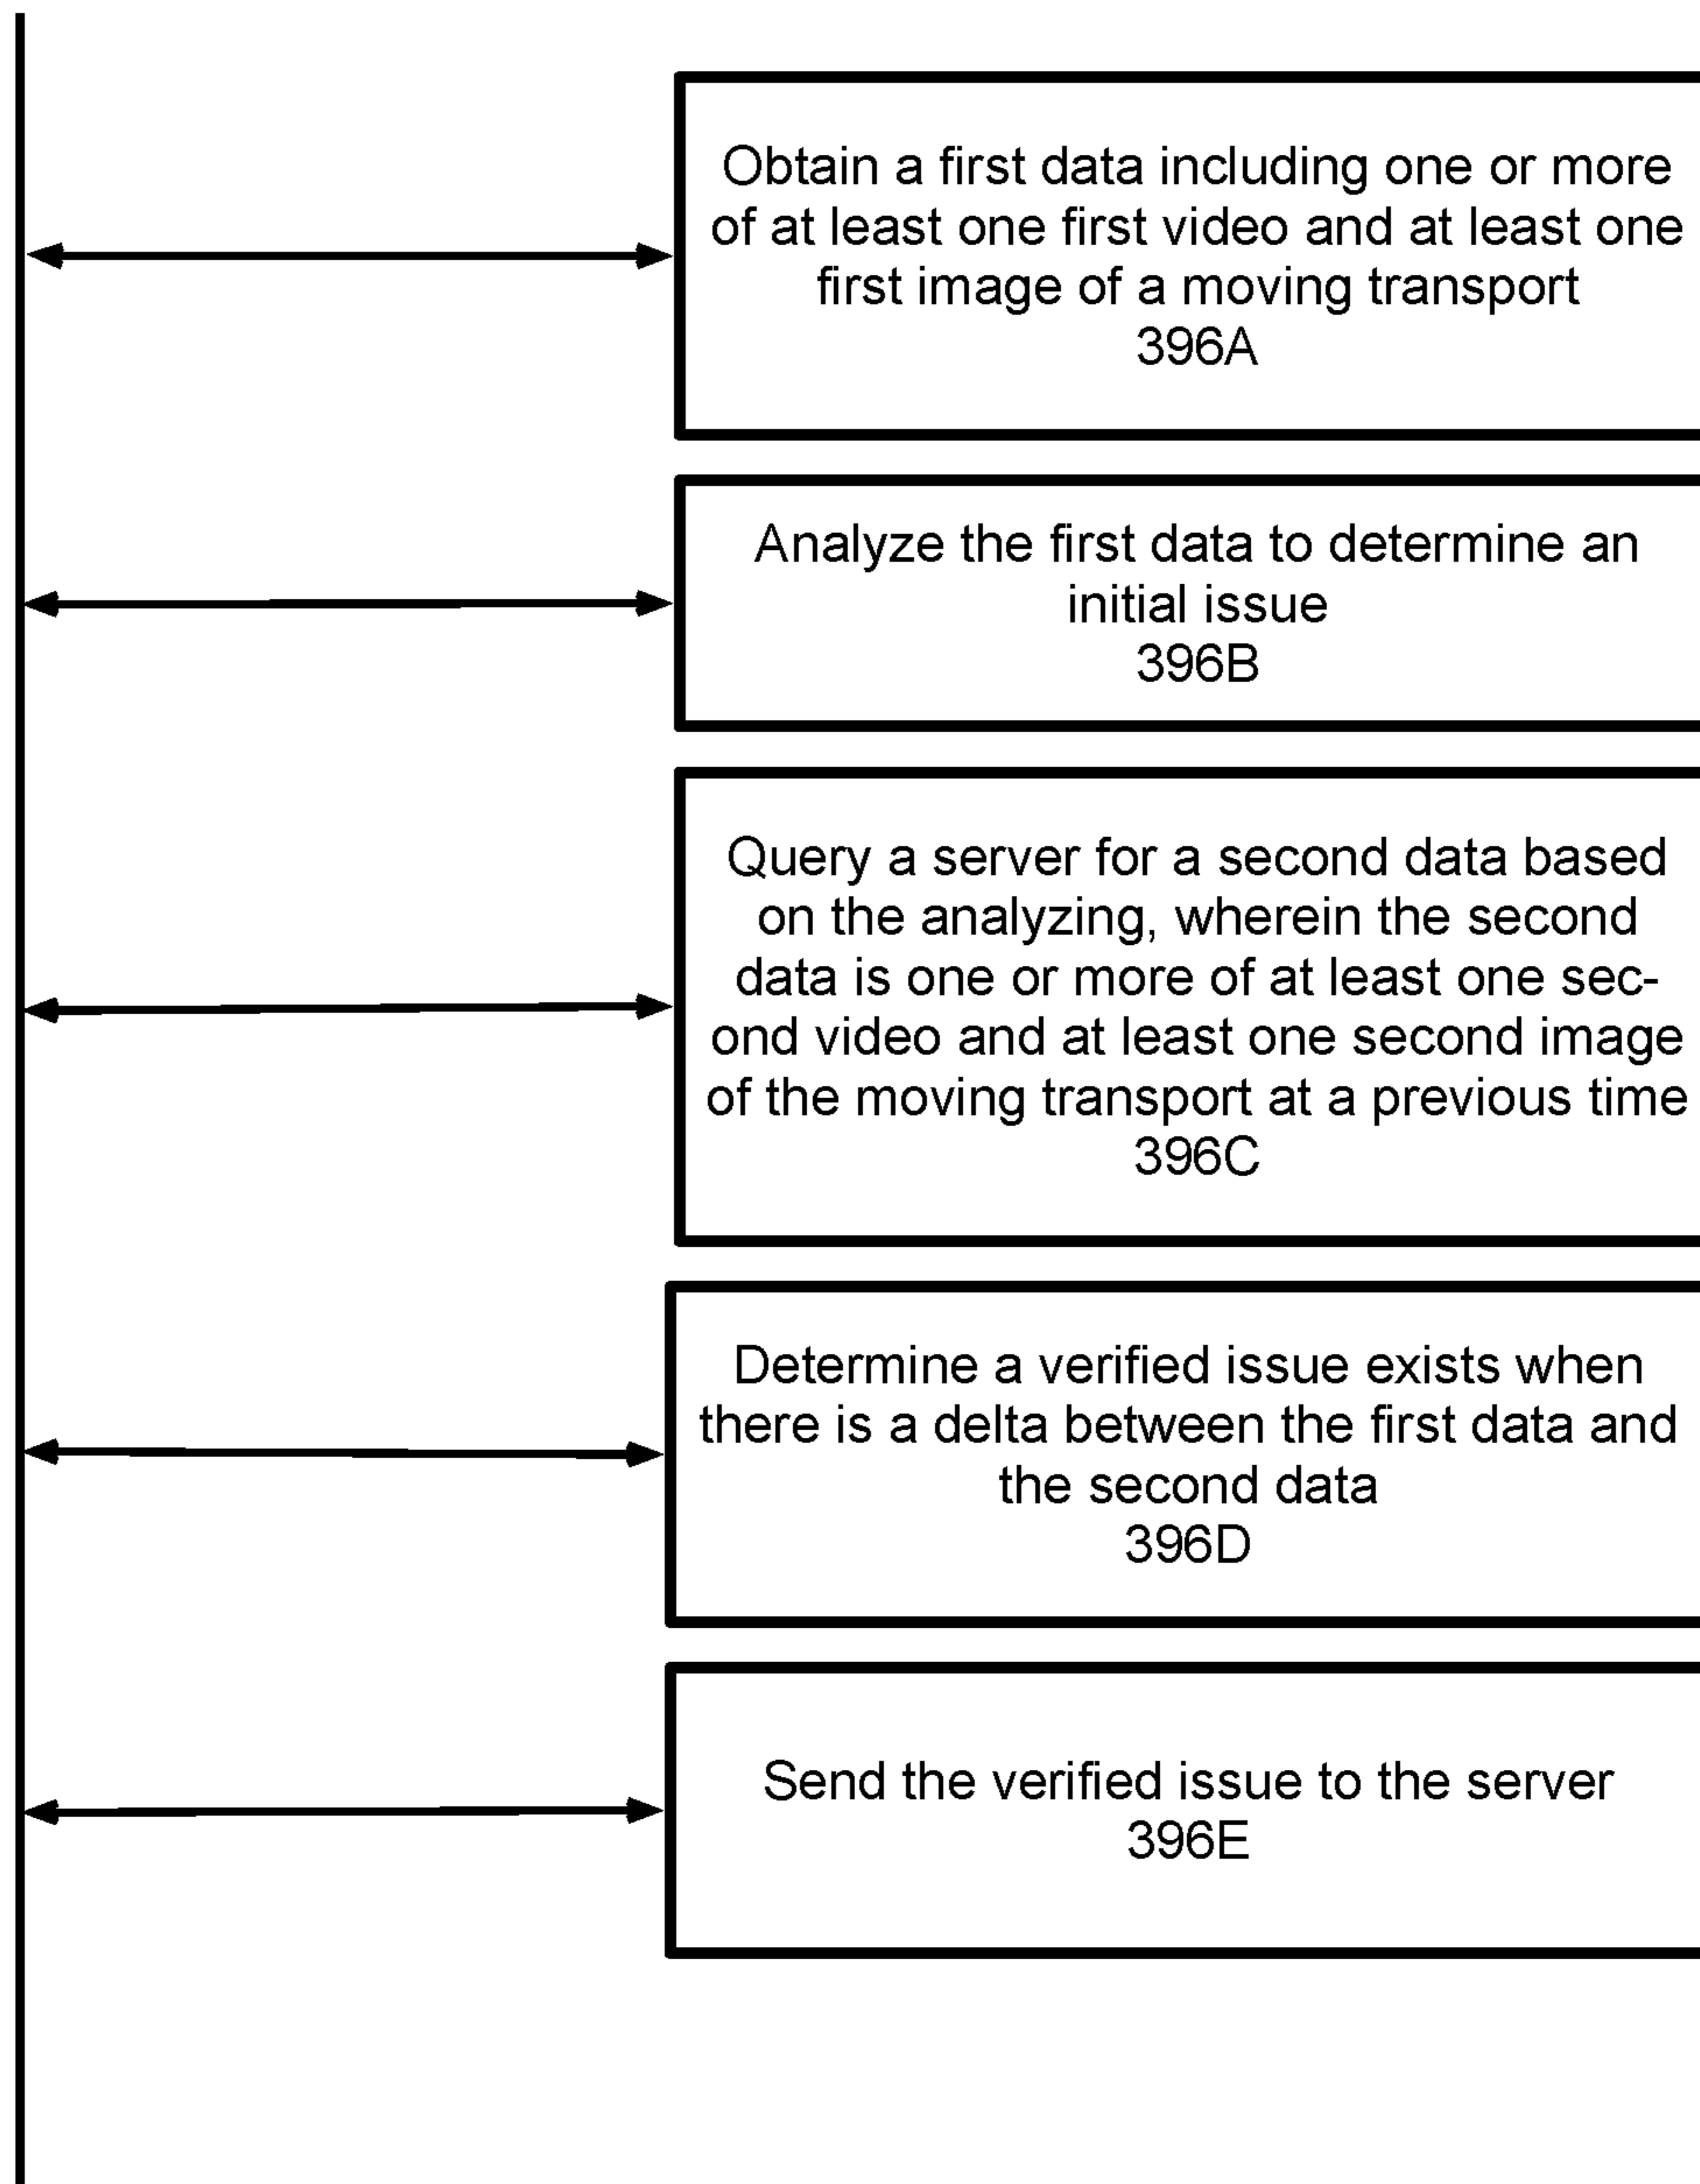 Obtain a first data including one or more
of at least one first video and at least one
first image of a moving transport
396A
Analyze the first data to determine an
initial issue
396B
Query a server for a second data based
on the analyzing, wherein the second
data is one or more of at least one sec-
ond video and at least one second image
of the moving transport at a previous time
396C
Determine a verified issue exists when
there is a delta between the first data and
the second data
396D
Send the verified issue to the server
396E